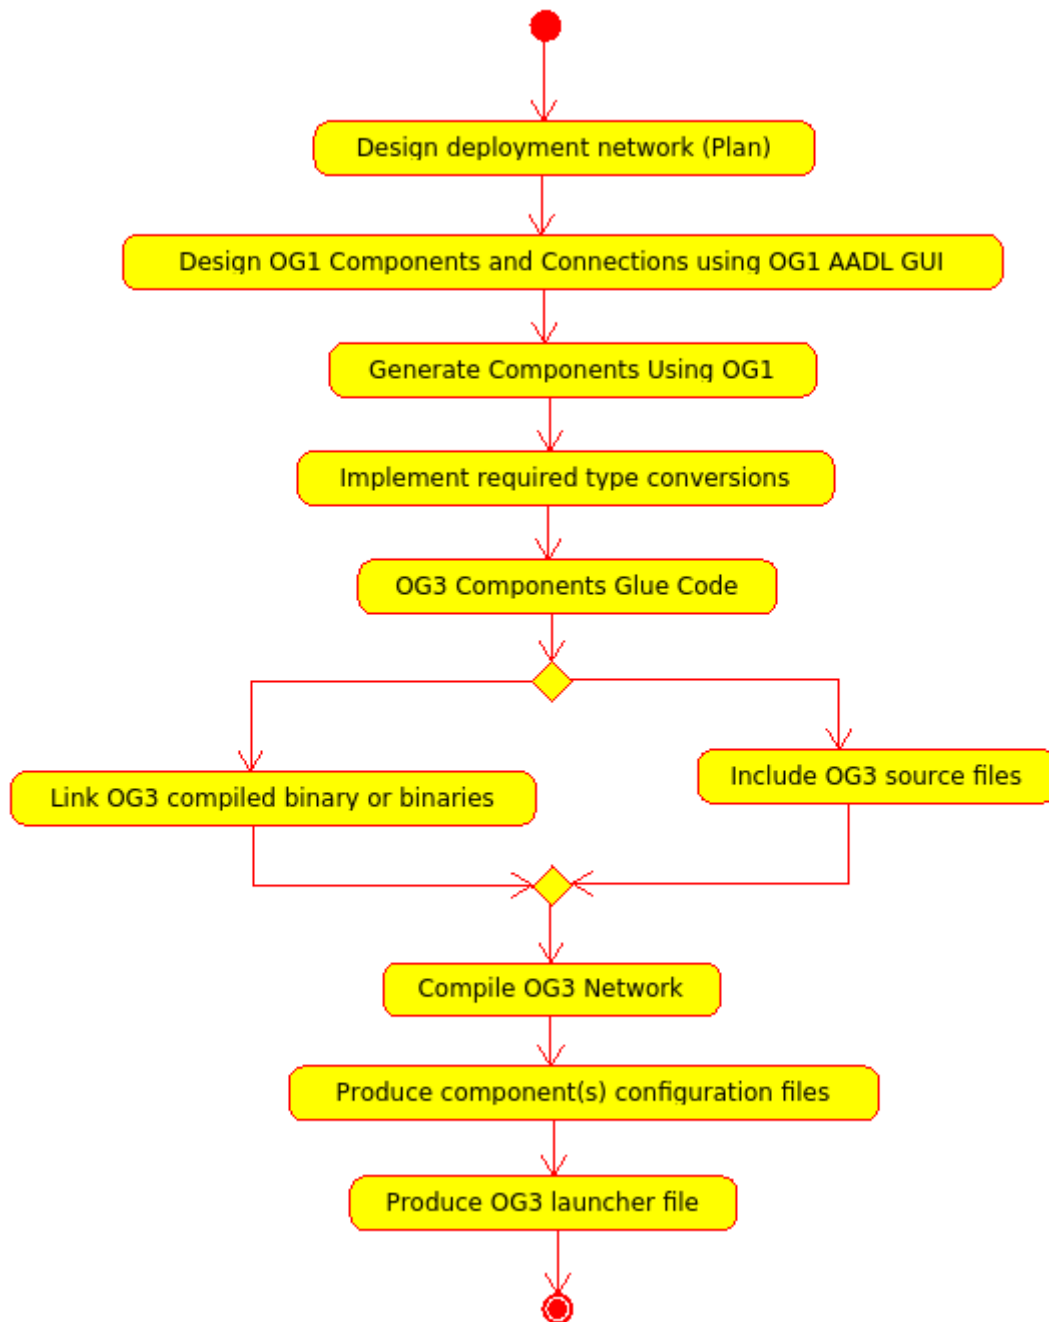 Design deployment network (Plan)
Design OG1 Components and Connections using OG1 AADL GUI
Generate Components Using OG1
Implement required type conversions
OG3 Components Glue Code
Include OG3 source files
Link OG3 compiled binary or binaries
Compile OG3 Network
Produce component(s) configuration files
Produce OG3 launcher file